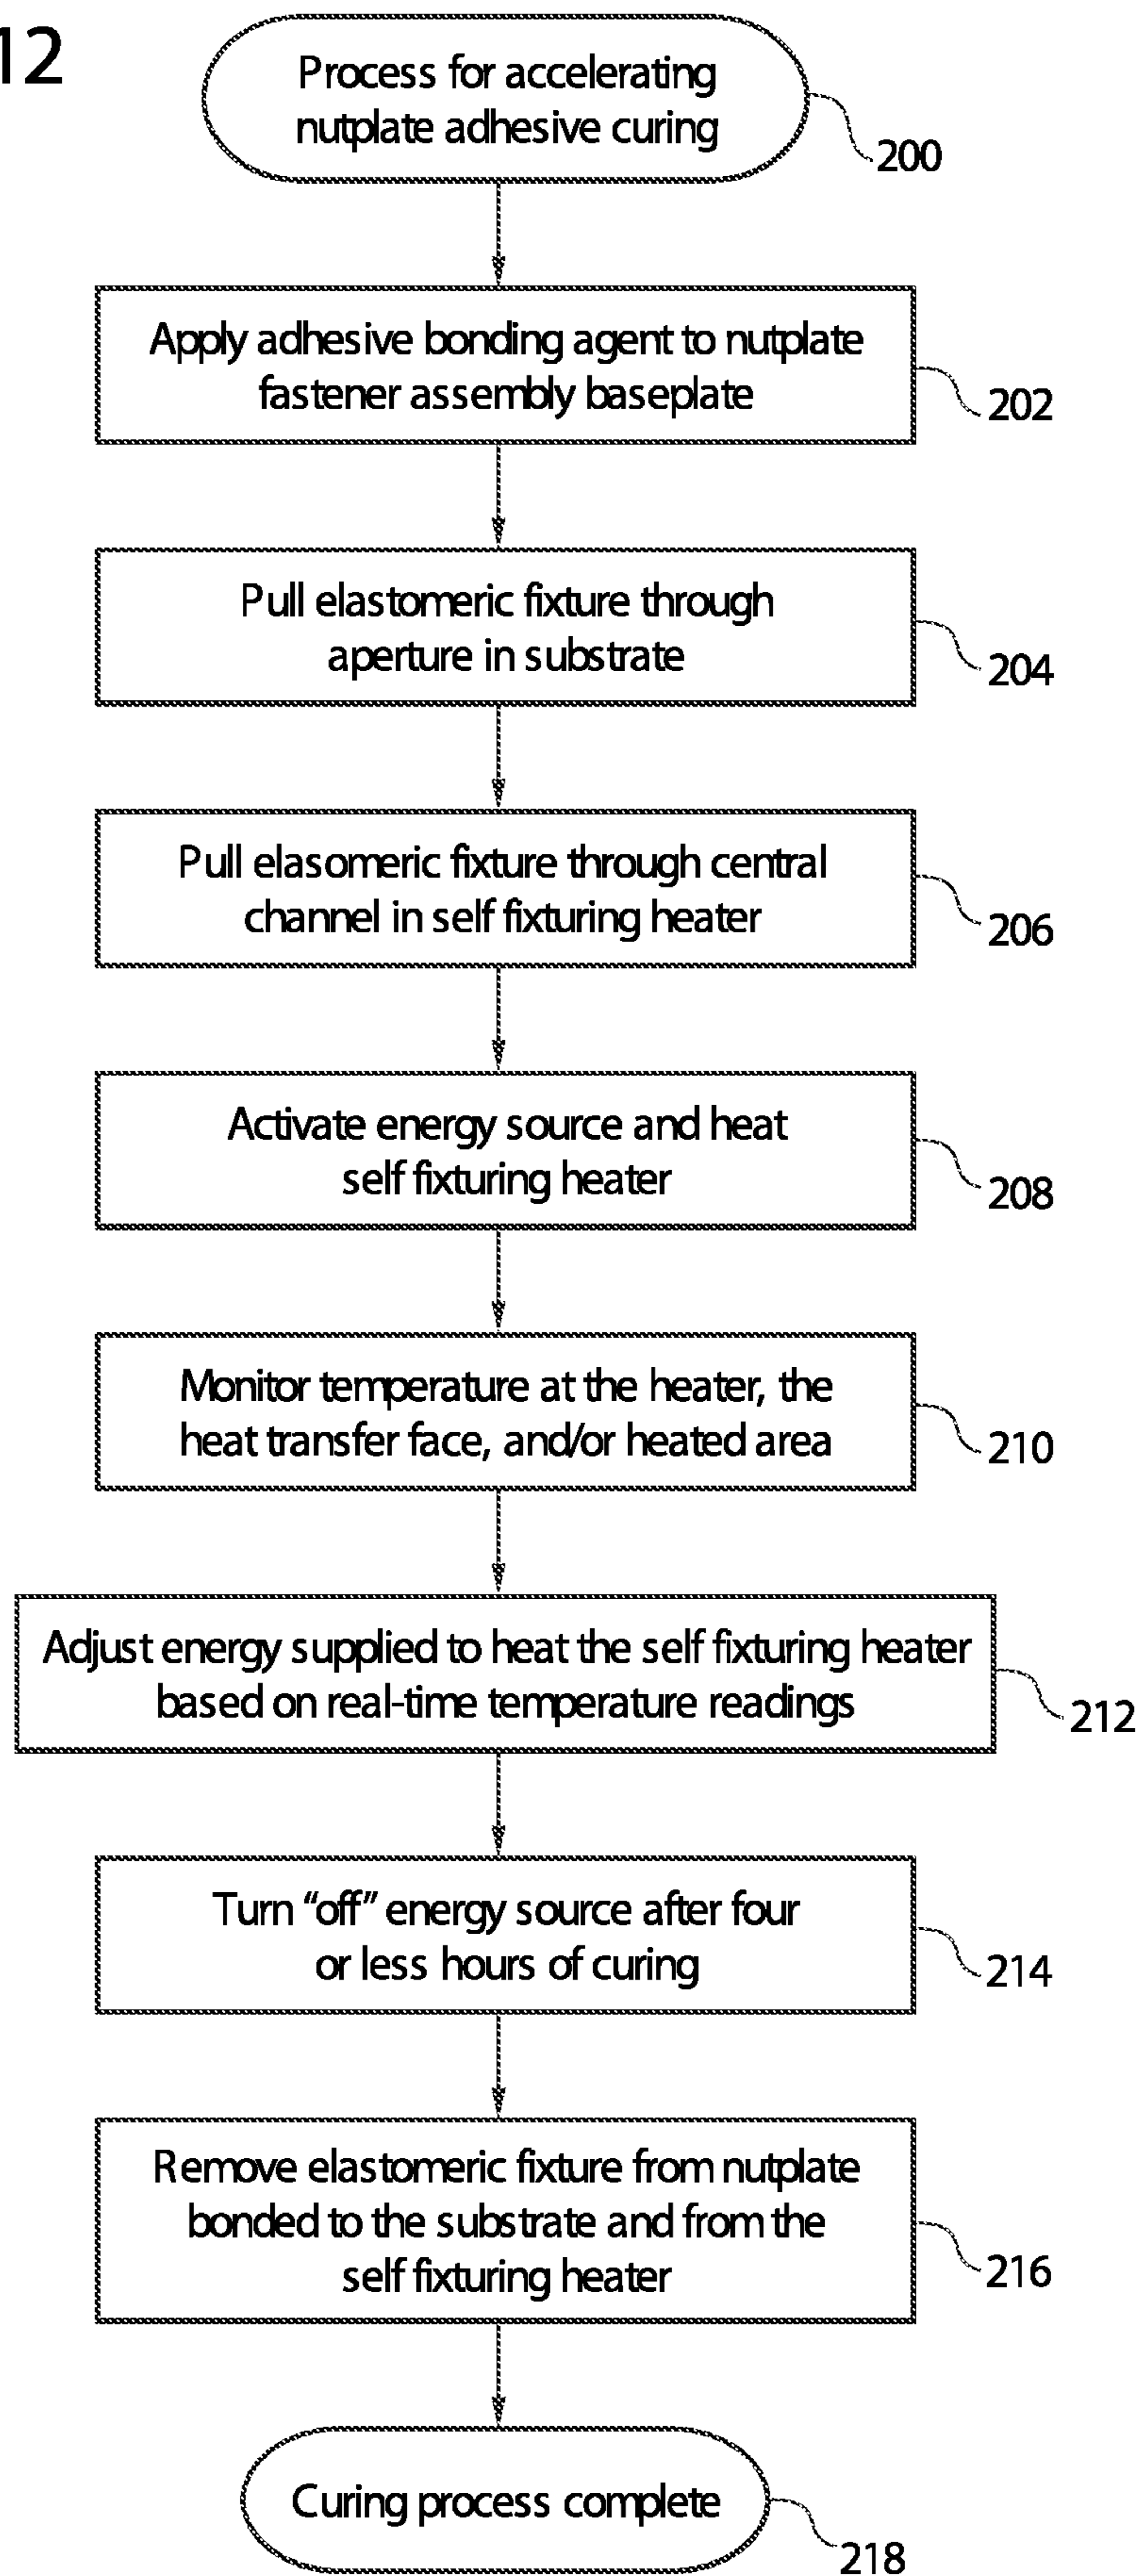 12
Process for accelerating
nutplate adhesive curing
200
Apply adhesive bonding agent to nutplate
fastener assembly baseplate
202
Pull elastomeric fixture through
aperture in substrate
204
Pull elasomeric fixture through central
channel in self fixturing heater
206
Activate energy source and heat
self fixturing heater
208
Monitor temperature at the heater, the
heat transfer face, and/or heated area
210
Adjust energy supplied to heat the self fixturing heater
based on real-time temperature readings
212
Turn “off” energy source after four
or less hours of curing
214
Remove elastomeric fixture from nutplate
bonded to the substrate and from the
self fixturing heater
216
Curing process complete
218